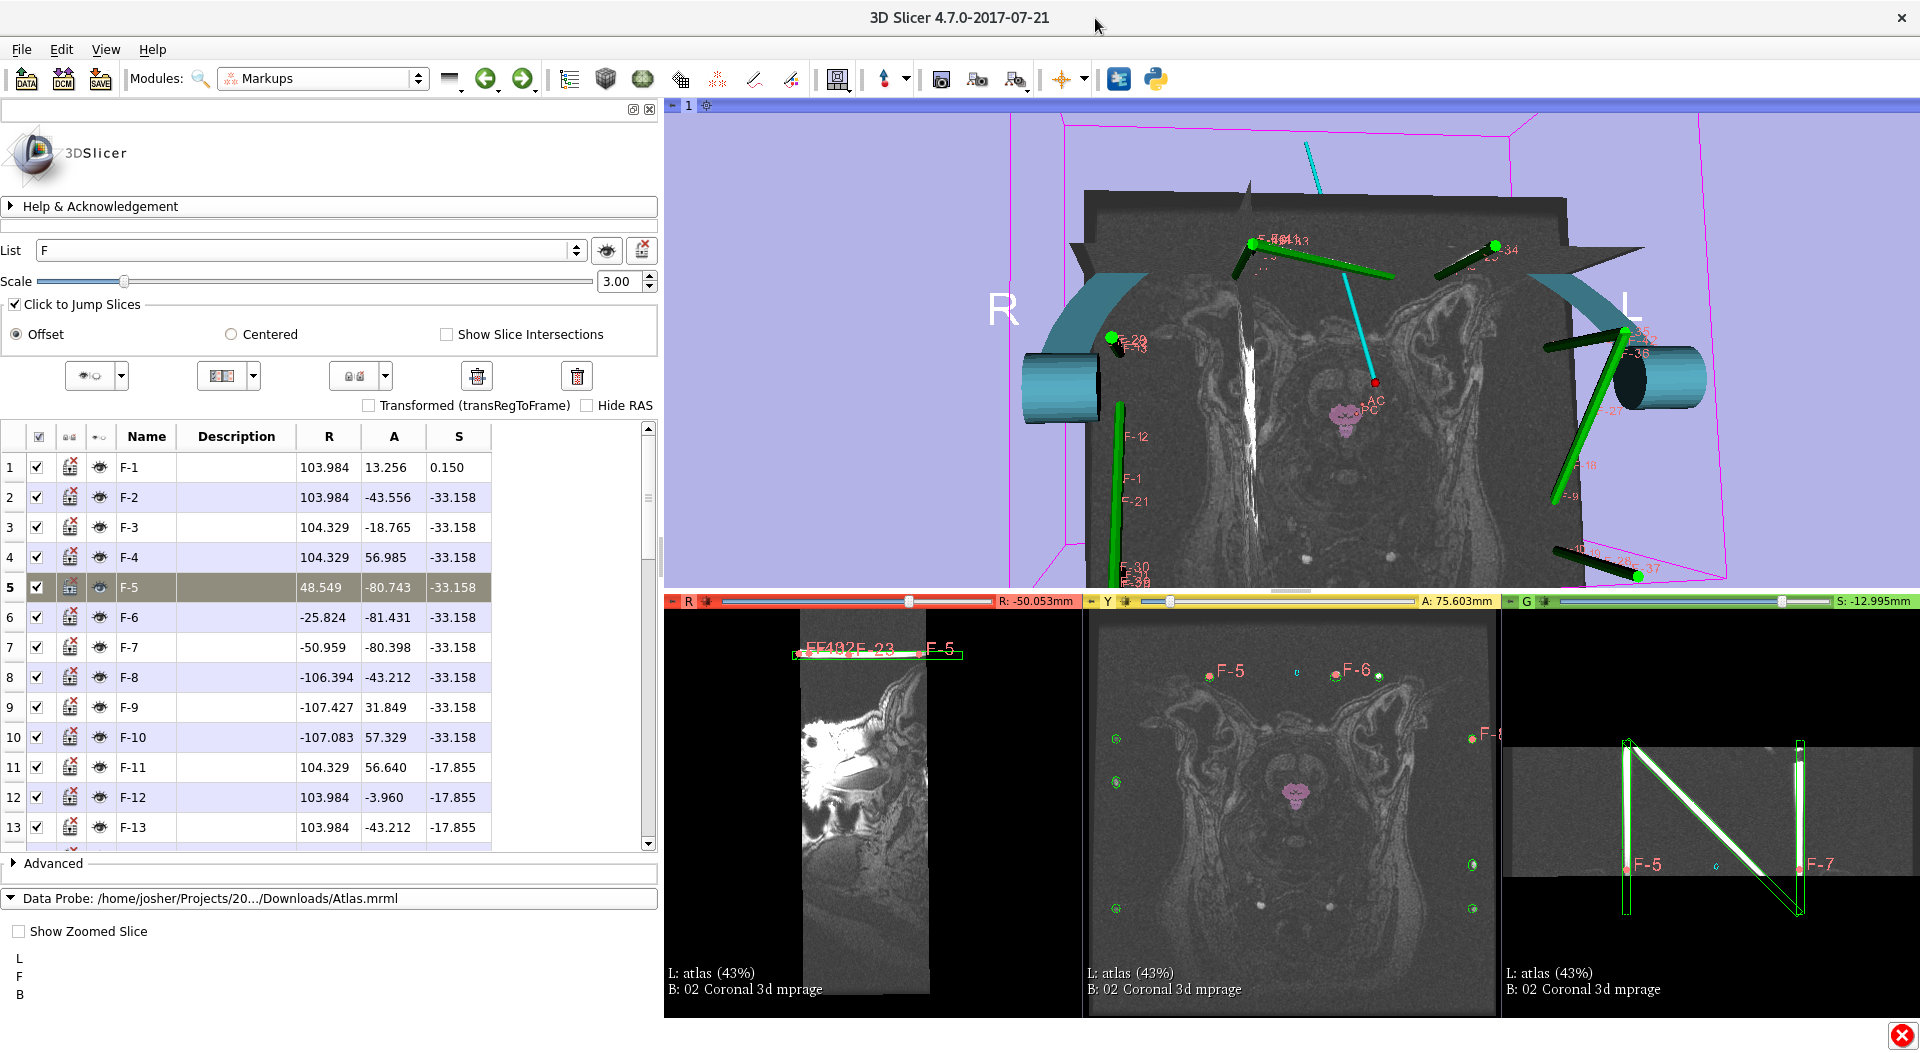 3D Slicer 4.7.0-2017-07-21
File Edit View Help
DATA DCM SAVE Modules: Markups
1
3DSlicer
Help & Acknowledgement
List F
Scale 3.00
Click to Jump Slices
Offset Centered Show Slice Intersections
Transformed (transRegToFrame) Hide RAS
Name Description R A S
1 F-1 103.984 13.256 0.150
2 F-2 103.984 -43.556 -33.158
3 F-3 104.329 -18.765 -33.158
4 F-4 104.329 56.985 -33.158
5 F-5 48.549 -80.743 -33.158
6 F-6 -25.824 -81.431 -33.158
7 F-7 -50.959 -80.398 -33.158
8 F-8 -106.394 -43.212 -33.158
9 F-9 -107.427 31.849 -33.158
10 F-10 -107.083 57.329 -33.158
11 F-11 104.329 56.640 -17.855
12 F-12 103.984 -3.960 -17.855
13 F-13 103.984 -43.212 -17.855
Advanced
Data Probe: /home/josher/Projects/20.../Downloads/Atlas.mrml
Show Zoomed Slice
L
F
B
R
L
AC
PC
F-12
F-1
F-21
F-30
F-27
F-18
F-9
F-36
F-37
R R: -50.053mm
Y A: 75.603mm
G S: -12.995mm
F-23 F-5
F-5 F-6
F-5 F-7
L: atlas (43%)
B: 02 Coronal 3d mprage
L: atlas (43%)
B: 02 Coronal 3d mprage
L: atlas (43%)
B: 02 Coronal 3d mprage